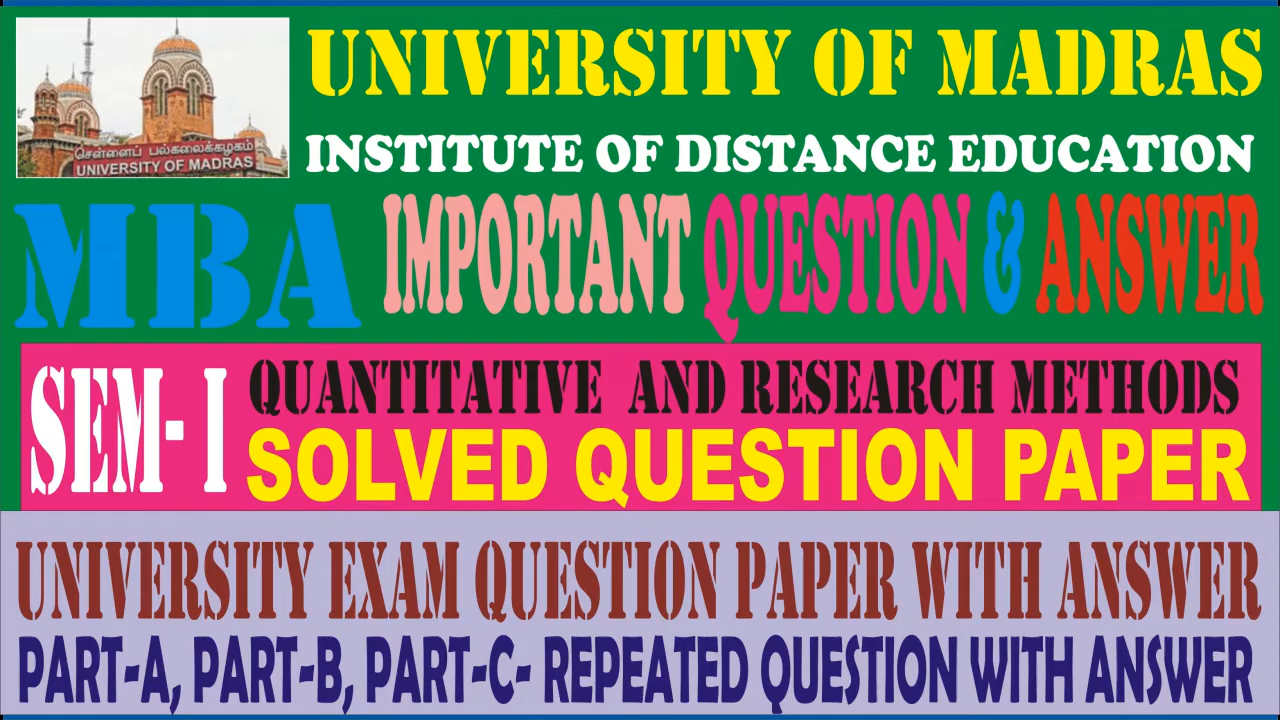 சென்னைப் பல்கலைக்கழகம்
UNIVERSITY OF MADRAS
UNIVERSITY OF MADRAS
INSTITUTE OF DISTANCE EDUCATION
MBA IMPORTANT QUESTION & ANSWER
SEM- I
QUANTITATIVE AND RESEARCH METHODS
SOLVED QUESTION PAPER
UNIVERSITY EXAM QUESTION PAPER WITH ANSWER
PART-A, PART-B, PART-C- REPEATED QUESTION WITH ANSWER